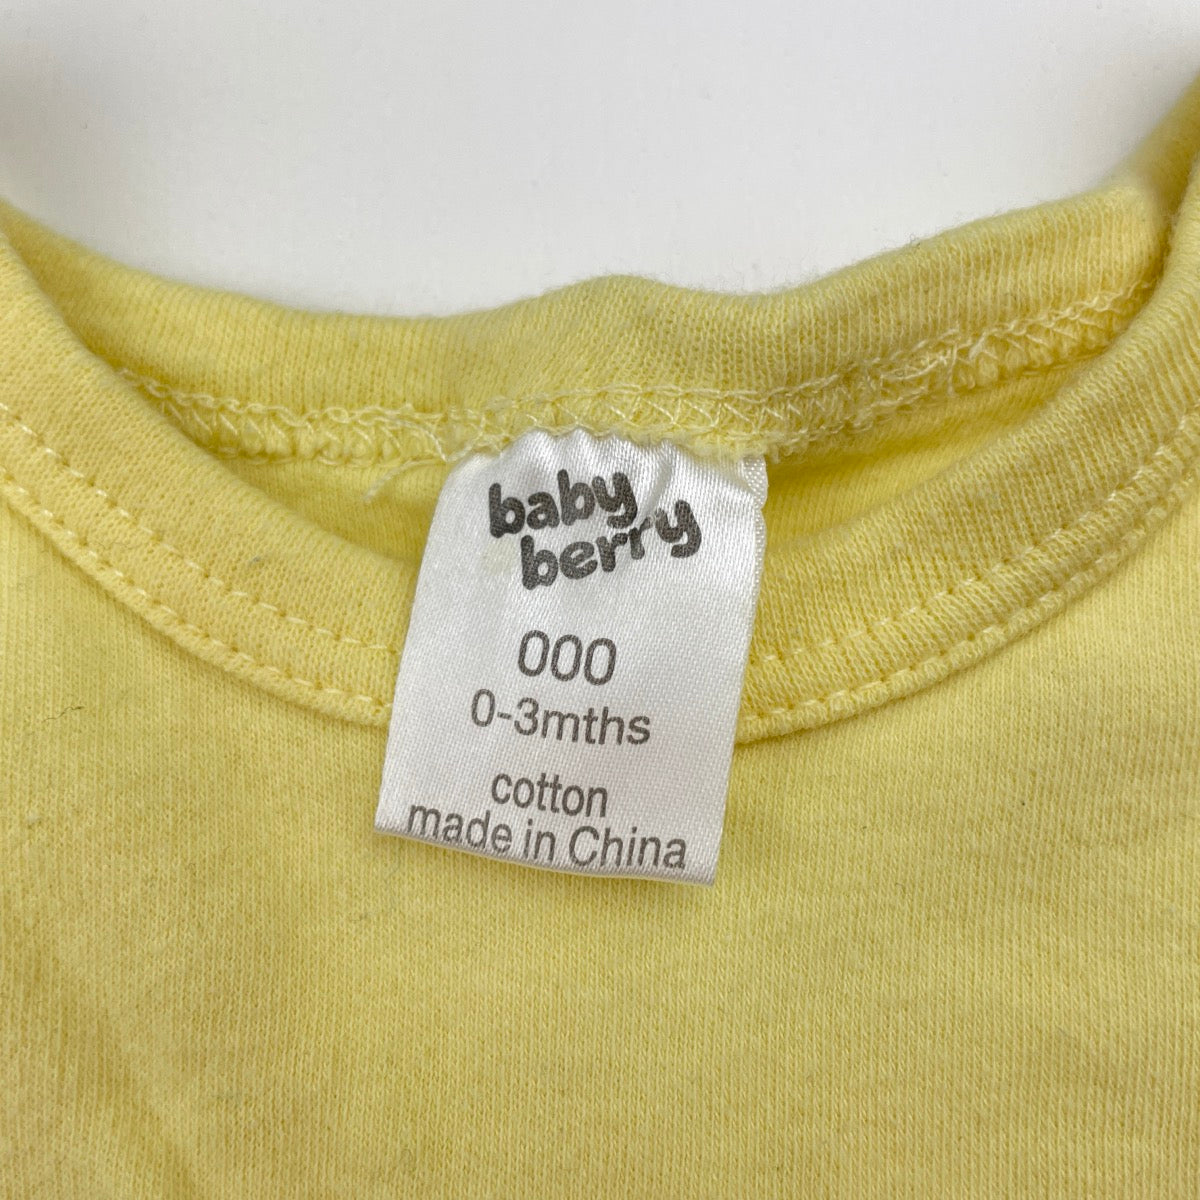 baby
berry
000
0-3mths
cotton
made in China